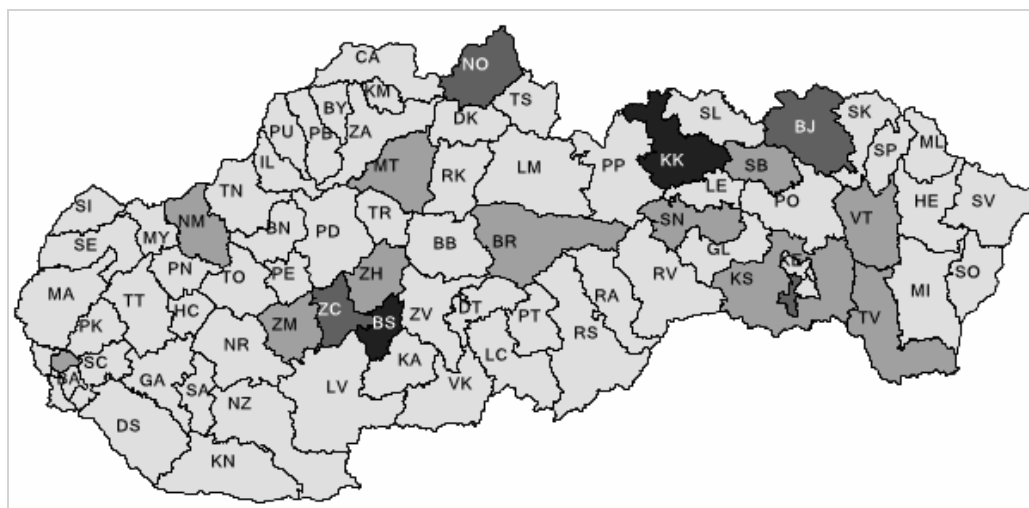 CA
NO
KM
TS
BY
PU
PB
ZA
DK
SL
SK
BJ
ML
SP
IL
MT
RK
LM
PP
KK
SB
TN
LE
PO
HE
SV
SI
NM
TR
SN
VT
MY
BN
PD
BB
BR
GL
SE
KE
SO
PN
TO
PE
ZH
RV
KS
MI
MA
TT
HC
ZM
ZC
BS
ZV
DT
PT
RA
TV
PK
NR
RS
SC
KA
LC
BA
GA
SA
LV
VK
NZ
DS
KN